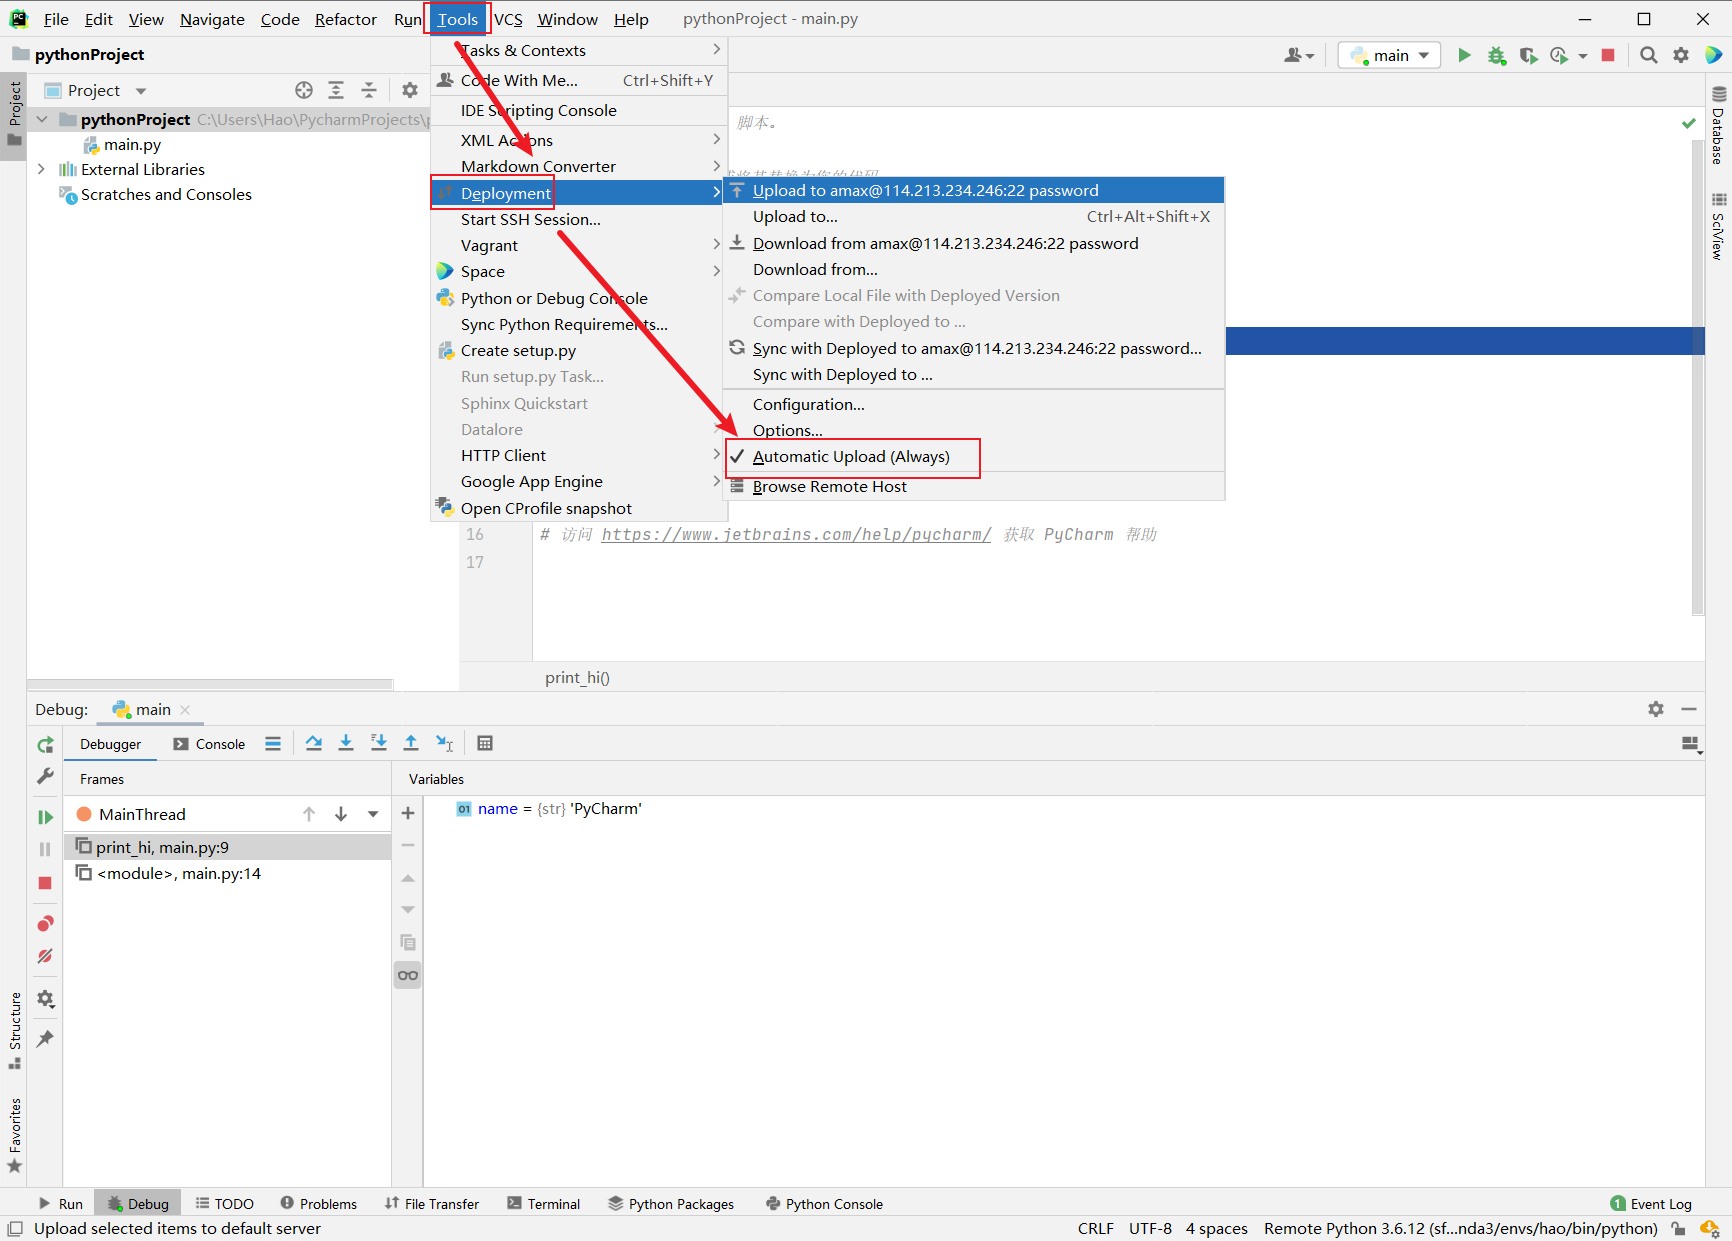 File Edit View Navigate Code Refactor Run Tools VCS Window Help pythonProject - main.py
pythonProject
main
Project
Project
pythonProject C:\Users\Hao\PycharmProjects\
main.py
External Libraries
Scratches and Consoles
Tasks & Contexts
Code With Me... Ctrl+Shift+Y
IDE Scripting Console
XML Actions
Markdown Converter
Deployment
Start SSH Session...
Vagrant
Space
Python or Debug Console
Sync Python Requirements...
Create setup.py
Run setup.py Task...
Sphinx Quickstart
Datalore
HTTP Client
Google App Engine
Open CProfile snapshot
脚本。
Upload to amax@114.213.234.246:22 password
Upload to... Ctrl+Alt+Shift+X
Download from amax@114.213.234.246:22 password
Download from...
Compare Local File with Deployed Version
Compare with Deployed to ...
Sync with Deployed to amax@114.213.234.246:22 password...
Sync with Deployed to ...
Configuration...
Options...
Automatic Upload (Always)
Browse Remote Host
16 # 访问 https://www.jetbrains.com/help/pycharm/ 获取 PyCharm 帮助
17
print_hi()
Database
SciView
Debug: main
Debugger Console
Frames Variables
MainThread
print_hi, main.py:9
<module>, main.py:14
01 name = {str} 'PyCharm'
Structure
Favorites
Run Debug TODO Problems File Transfer Terminal Python Packages Python Console 1 Event Log
Upload selected items to default server CRLF UTF-8 4 spaces Remote Python 3.6.12 (sf...nda3/envs/hao/bin/python)